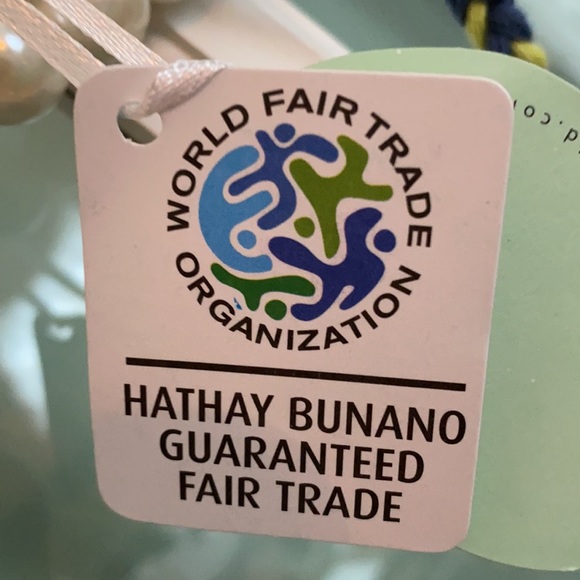 WORLD FAIR TRADE
ORGANIZATION
HATHAY BUNANO
GUARANTEED
FAIR TRADE